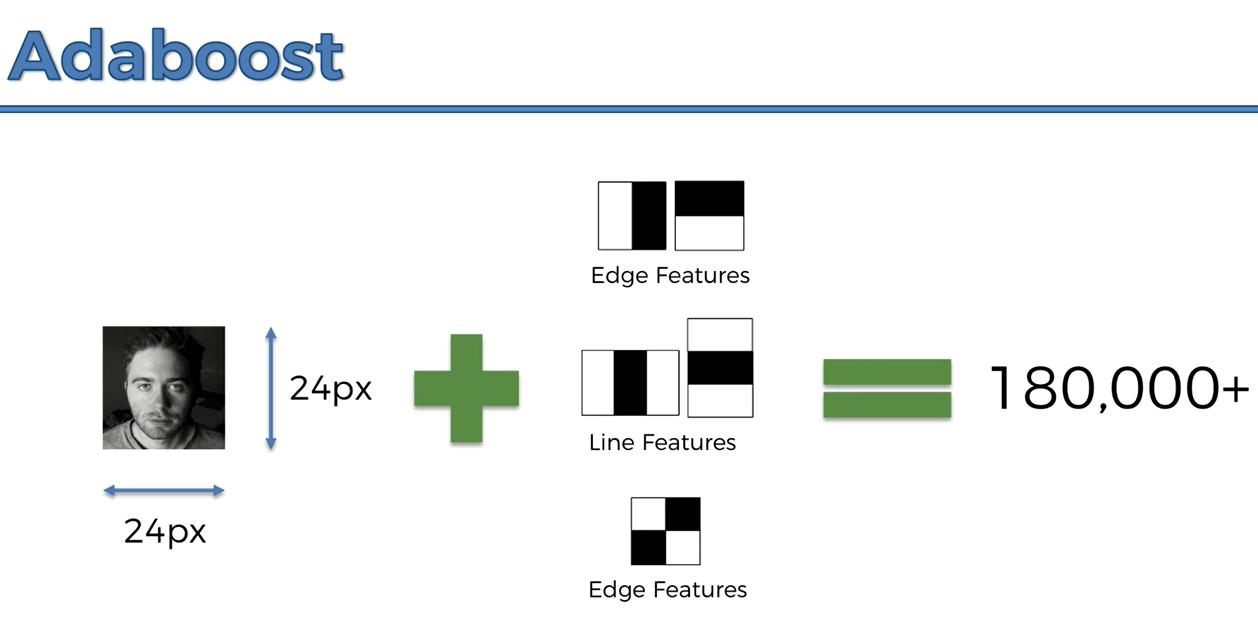 Adaboost
Edge Features
24px
180,000+
Line Features
24px
Edge Features